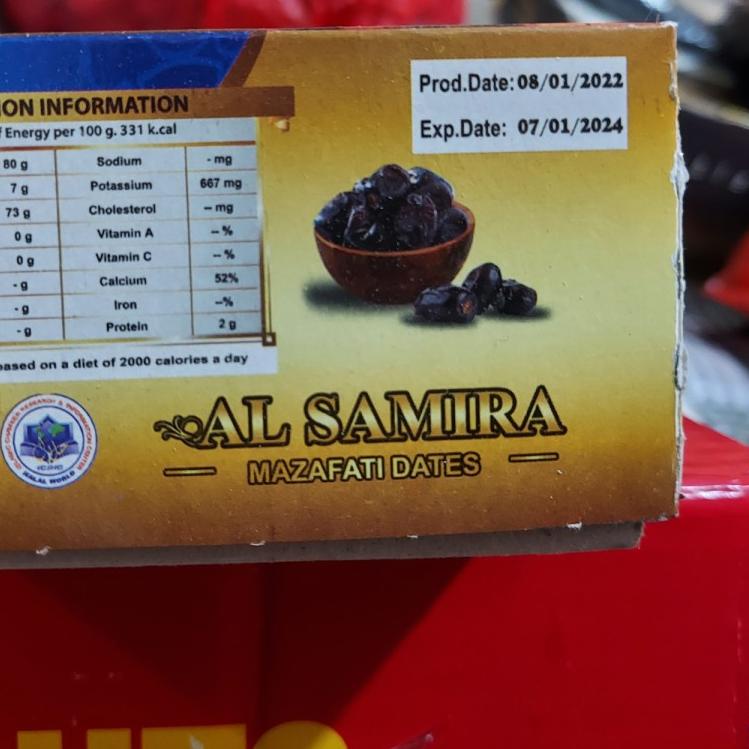 Prod.Date: 08/01/2022
Exp.Date: 07/01/2024
ION INFORMATION
Energy per 100 g. 331 k.cal
80 g Sodium - mg
7 g Potassium 667 mg
73 g Cholesterol -- mg
0 g Vitamin A -- %
0 g Vitamin C -- %
- g Calcium 52%
- g Iron --%
- g Protein 2 g
based on a diet of 2000 calories a day
HALAL WORLD
AL SAMIRA
MAZAFATI DATES